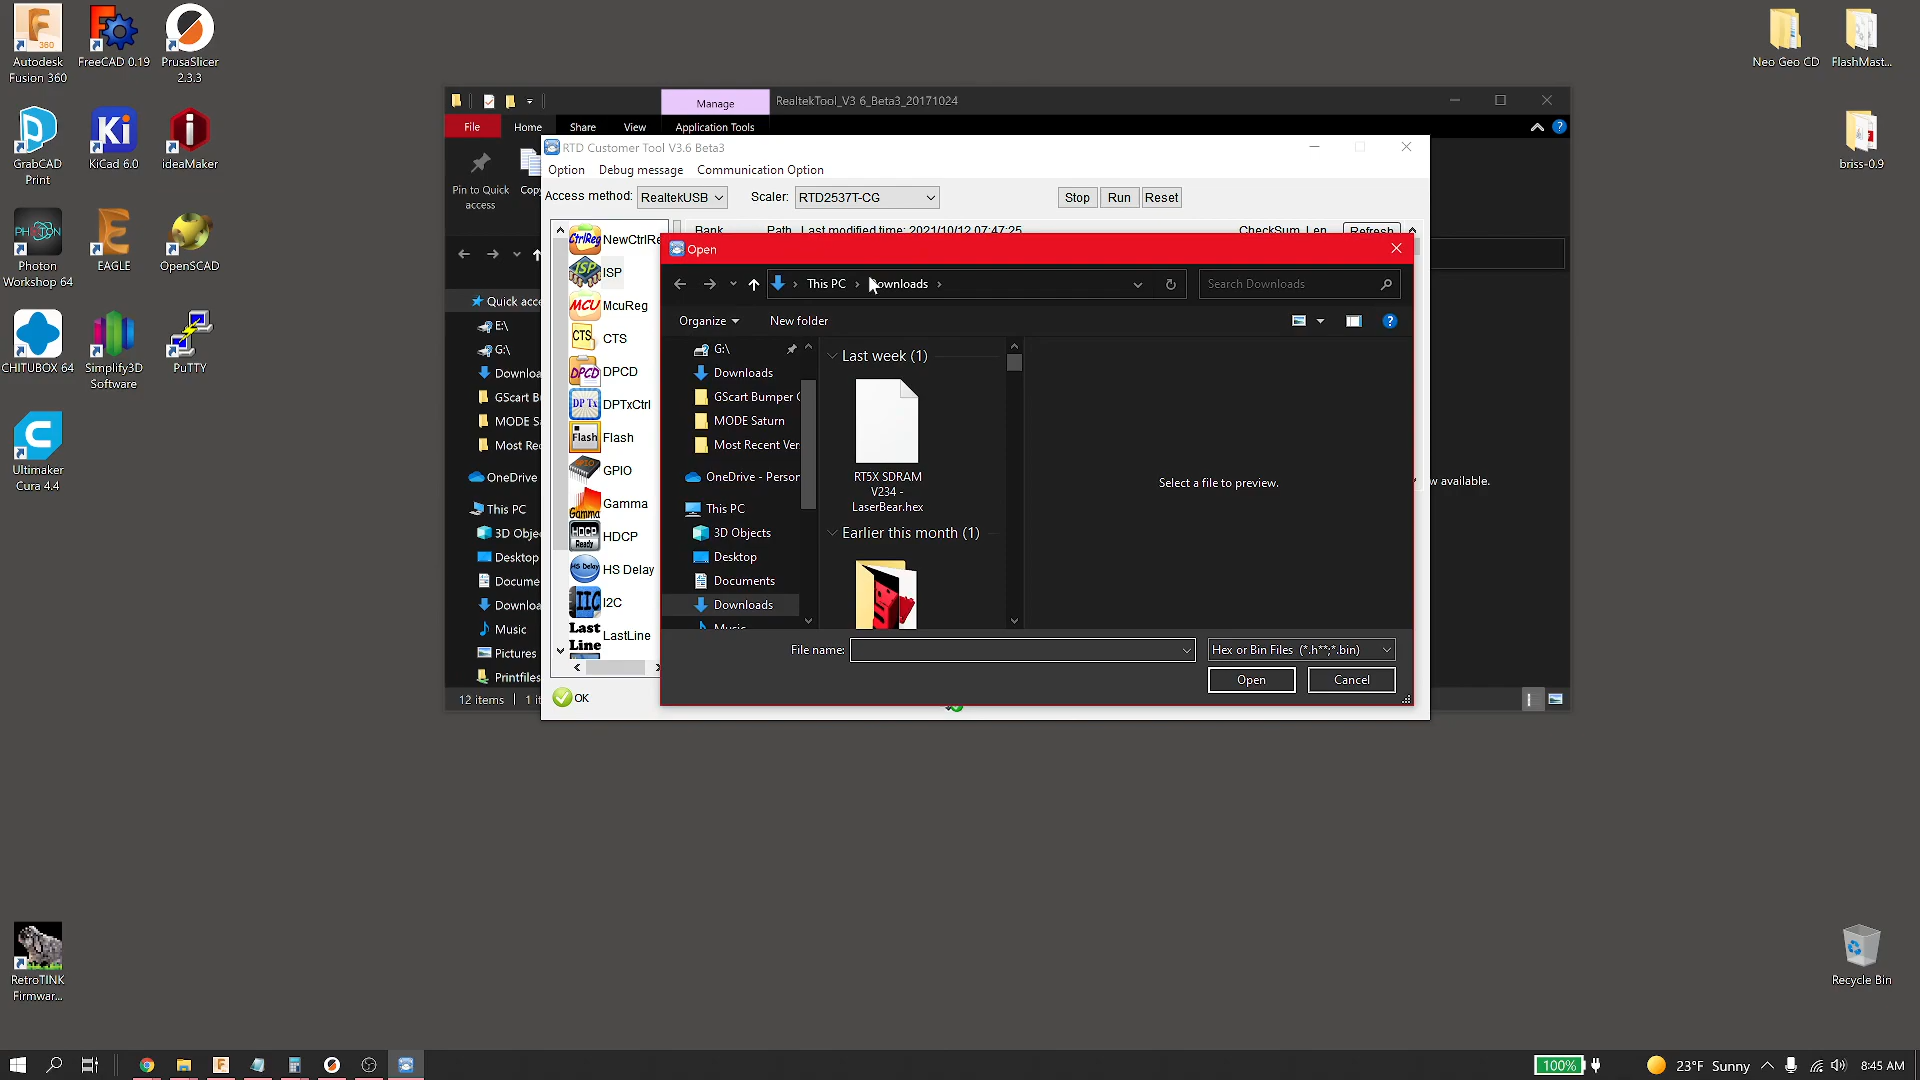 Autodesk
Fusion 360
FreeCAD 0.19
PrusaSlicer
2.3.3
GrabCAD
Print
KiCad 6.0
ideaMaker
Photon
Workshop 64
EAGLE
OpenSCAD
CHITUBOX 64
Simplify3D
Software
PuTTY
Ultimaker
Cura 4.4
RetroTINK
Firmwar...
Neo Geo CD
FlashMast...
briss-0.9
Recycle Bin
Manage
RealtekTool_V3 6_Beta3_20171024
File
Home
Share
View
Application Tools
Pin to Quick
access
Copy
Quick acce
E:\
G:\
Downloa
GScart B
MODE S
Most Re
OneDrive
This PC
3D Obje
Desktop
Docume
Downloa
Music
Pictures
Printfiles
12 items
1 it
w available.
RTD Customer Tool V3.6 Beta3
Option
Debug message
Communication Option
Access method:
RealtekUSB
Scaler:
RTD2537T-CG
Stop
Run
Reset
Bank
Path
Last modified time: 2021/10/12 07:47:25
CheckSum
Len
Refresh
NewCtrlRe
ISP
McuReg
CTS
DPCD
DPTxCtrl
Flash
GPIO
Gamma
HDCP
HS Delay
I2C
LastLine
OK
Open
This PC
Downloads
Search Downloads
Organize
New folder
G:\
Downloads
GScart Bumper C
MODE Saturn
Most Recent Ver
OneDrive - Person
This PC
3D Objects
Desktop
Documents
Downloads
Music
Last week (1)
RT5X SDRAM
V234 -
LaserBear.hex
Earlier this month (1)
Select a file to preview.
File name:
Hex or Bin Files (*.h**;*.bin)
Open
Cancel
100%
23°F Sunny
8:45 AM